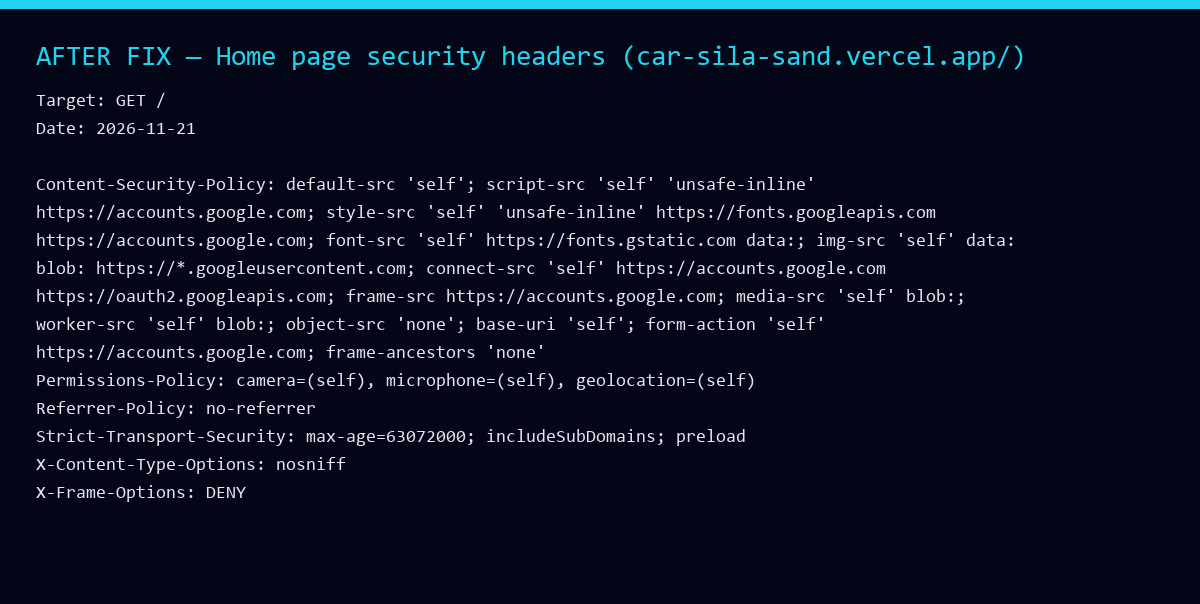 AFTER FIX — Home page security headers (car-sila-sand.vercel.app/)
Target: GET /
Date: 2026-11-21
Content-Security-Policy: default-src 'self'; script-src 'self' 'unsafe-inline'
https://accounts.google.com; style-src 'self' 'unsafe-inline' https://fonts.googleapis.com
https://accounts.google.com; font-src 'self' https://fonts.gstatic.com data:; img-src 'self' data:
blob: https://*.googleusercontent.com; connect-src 'self' https://accounts.google.com
https://oauth2.googleapis.com; frame-src https://accounts.google.com; media-src 'self' blob:;
worker-src 'self' blob:; object-src 'none'; base-uri 'self'; form-action 'self'
https://accounts.google.com; frame-ancestors 'none'
Permissions-Policy: camera=(self), microphone=(self), geolocation=(self)
Referrer-Policy: no-referrer
Strict-Transport-Security: max-age=63072000; includeSubDomains; preload
X-Content-Type-Options: nosniff
X-Frame-Options: DENY